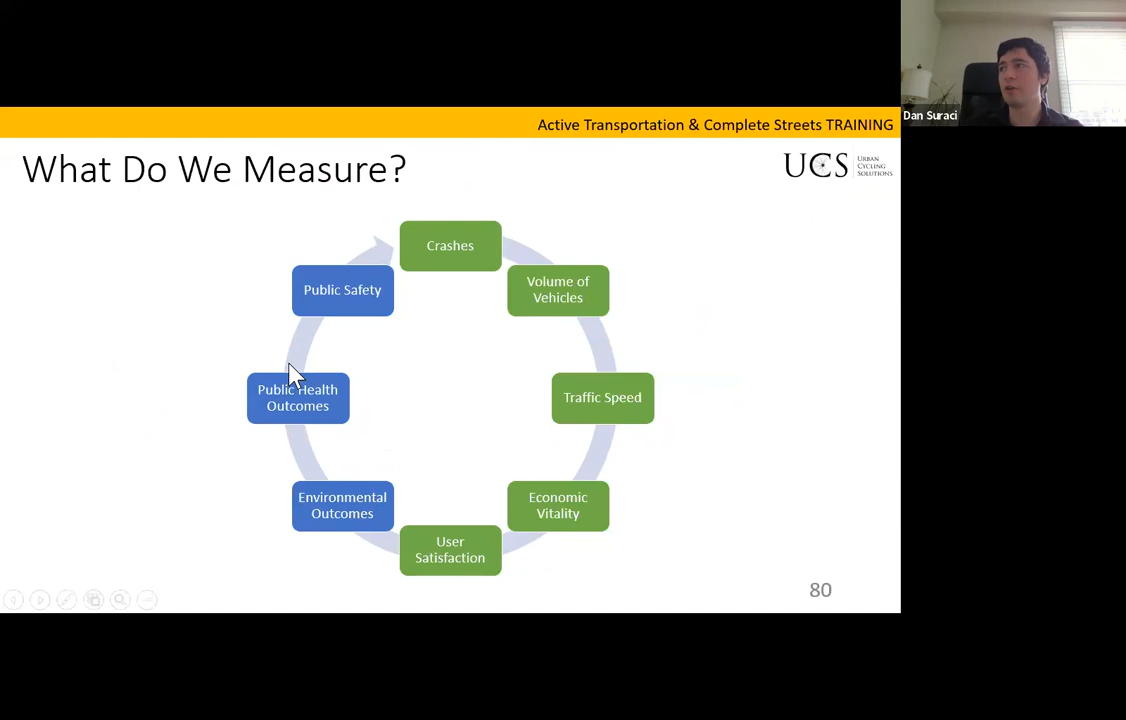 Dan Suraci
Active Transportation & Complete Streets TRAINING
What Do We Measure?
UCS
URBAN
CYCLING
SOLUTIONS
Crashes
Volume of
Vehicles
Traffic Speed
Economic
Vitality
User
Satisfaction
Environmental
Outcomes
Public Health
Outcomes
Public Safety
80